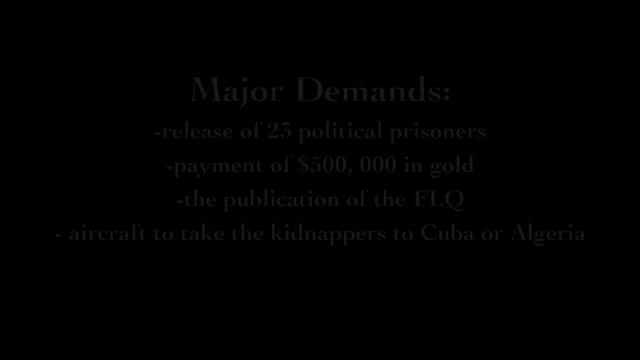 Major Demands:
-release of 23 political prisoners
-payment of $500, 000 in gold
-the publication of the FLQ
- aircraft to take the kidnappers to Cuba or Algeria